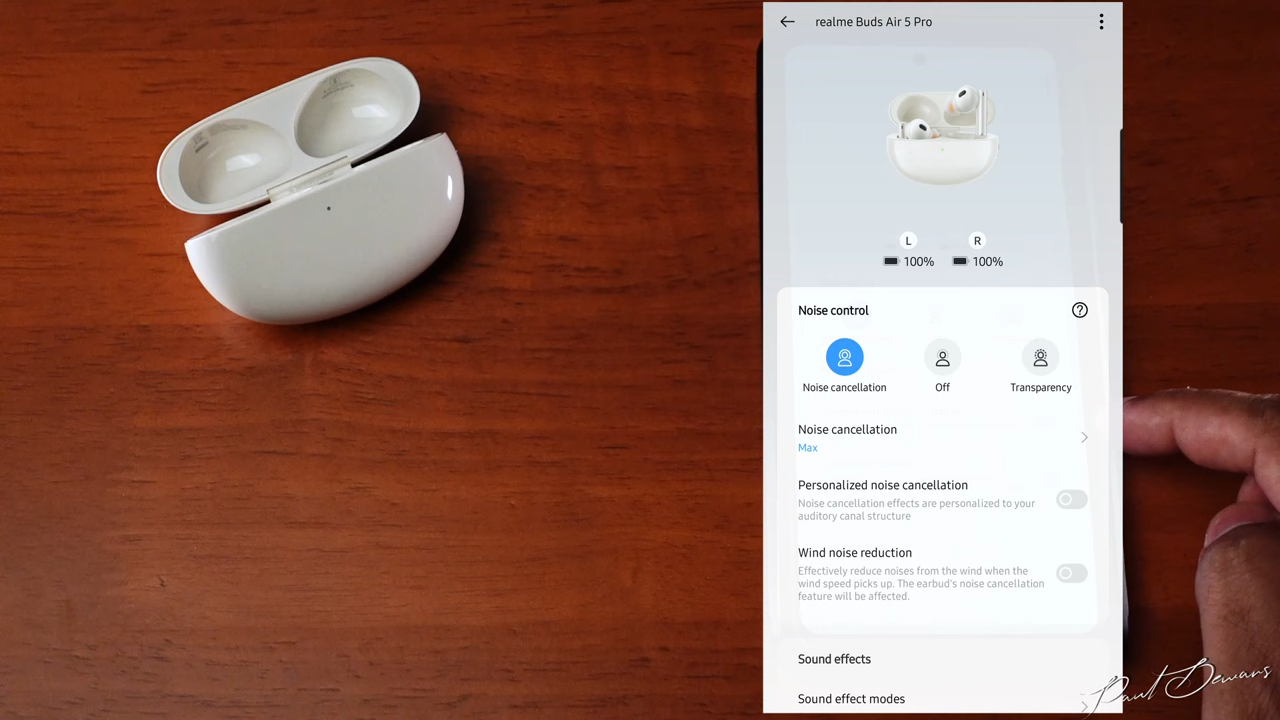 realme Buds Air 5 Pro
L
R
100%
100%
Noise control
Noise cancellation
Off
Transparency
Noise cancellation
Max
Personalized noise cancellation
Noise cancellation effects are personalized to your
auditory canal structure
Wind noise reduction
Effectively reduce noises from the wind when the
wind speed picks up. The earbud's noise cancellation
feature will be affected.
Sound effects
Sound effect modes
Paul Dewars